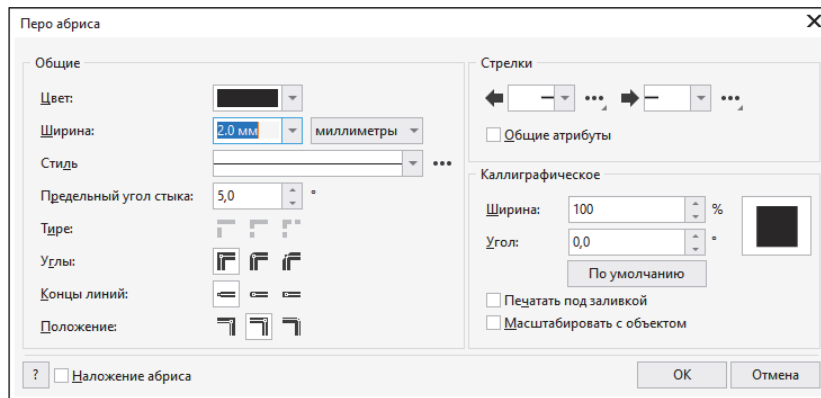 Перо абриса
Общие
Цвет:
Ширина: 2.0 мм миллиметры
Стиль
Предельный угол стыка: 5,0 °
Тире:
Углы:
Концы линий:
Положение:
Стрелки
Общие атрибуты
Каллиграфическое
Ширина: 100 %
Угол: 0,0 °
По умолчанию
Печатать под заливкой
Масштабировать с объектом
? Наложение абриса
ОК Отмена